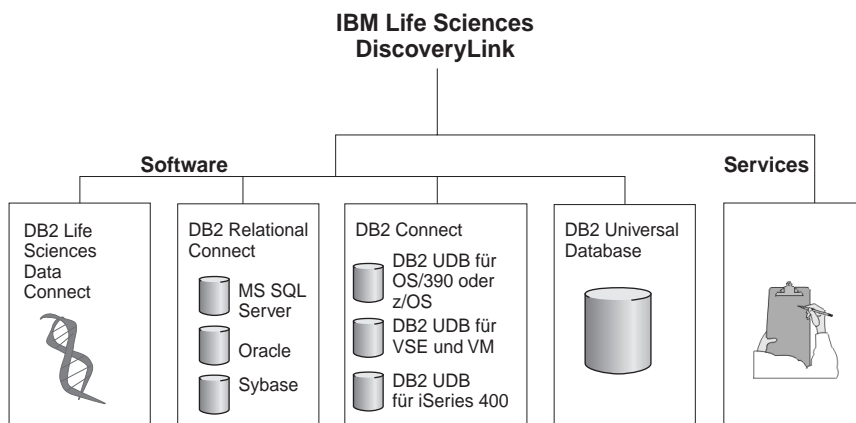 IBM Life Sciences
DiscoveryLink
Software
Services
DB2 Life
Sciences
Data
Connect
DB2 Relational
Connect
MS SQL
Server
Oracle
Sybase
DB2 Connect
DB2 UDB für
OS/390 oder
z/OS
DB2 UDB für
VSE und VM
DB2 UDB
für iSeries 400
DB2 Universal
Database